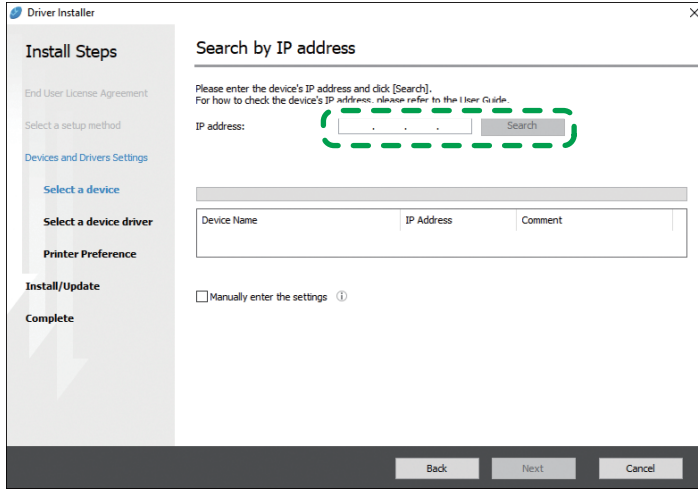 Driver Installer
Install Steps
End User License Agreement
Select a setup method
Devices and Drivers Settings
Select a device
Select a device driver
Printer Preference
Install/Update
Complete
Search by IP address
Please enter the device's IP address and click [Search].
For how to check the device's IP address, please refer to the User Guide.
IP address: . . . Search
Device Name IP Address Comment
Manually enter the settings
Back Next Cancel